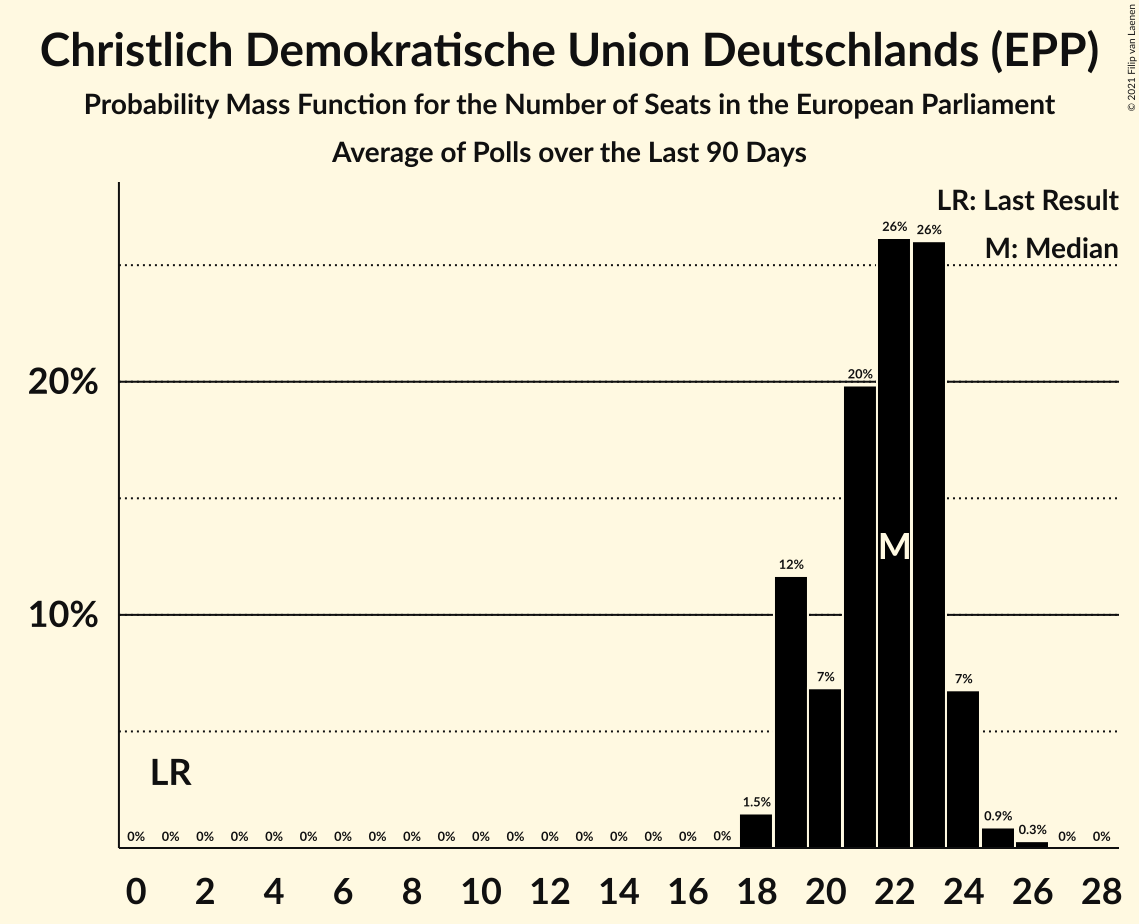 Christlich Demokratische Union Deutschlands (EPP)
Probability Mass Function for the Number of Seats in the European Parliament
Average of Polls over the Last 90 Days
© 2021 Filip van Laenen
LR: Last Result
M: Median
26% 26%
20%
20%
M
12%
10%
7% 7%
LR
1.5% 0.9% 0.3%
0% 0% 0% 0% 0% 0% 0% 0% 0% 0% 0% 0% 0% 0% 0% 0% 0% 0% 0% 0%
0 2 4 6 8 10 12 14 16 18 20 22 24 26 28